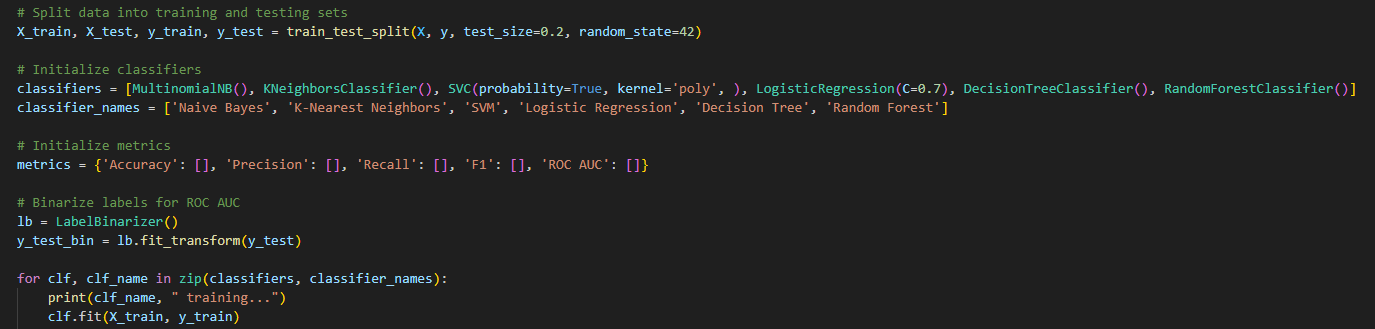 # Split data into training and testing sets
X_train, X_test, y_train, y_test = train_test_split(X, y, test_size=0.2, random_state=42)
# Initialize classifiers
classifiers = [MultinomialNB(), KNeighborsClassifier(), SVC(probability=True, kernel='poly', ), LogisticRegression(C=0.7), DecisionTreeClassifier(), RandomForestClassifier()]
classifier_names = ['Naive Bayes', 'K-Nearest Neighbors', 'SVM', 'Logistic Regression', 'Decision Tree', 'Random Forest']
# Initialize metrics
metrics = {'Accuracy': [], 'Precision': [], 'Recall': [], 'F1': [], 'ROC AUC': []}
# Binarize labels for ROC AUC
lb = LabelBinarizer()
y_test_bin = lb.fit_transform(y_test)
for clf, clf_name in zip(classifiers, classifier_names):
    print(clf_name, " training...")
    clf.fit(X_train, y_train)